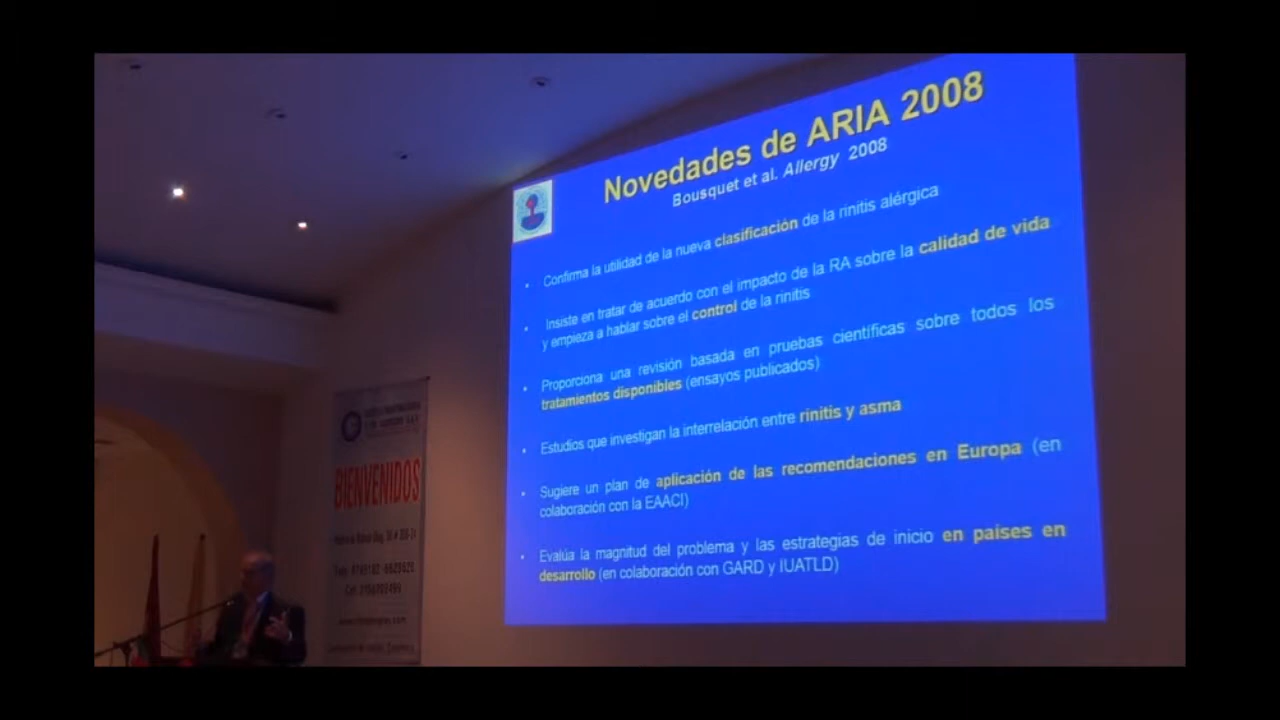 Novedades de ARIA 2008
Bousquet et al. Allergy 2008
• Confirma la utilidad de la nueva clasificación de la rinitis alérgica
• Insiste en tratar de acuerdo con el impacto de la RA sobre la calidad de vida
y empieza a hablar sobre el control de la rinitis
• Proporciona una revisión basada en pruebas científicas sobre todos los
tratamientos disponibles (ensayos publicados)
• Estudios que investigan la interrelación entre rinitis y asma
• Sugiere un plan de aplicación de las recomendaciones en Europa (en
colaboración con la EAACI)
• Evalúa la magnitud del problema y las estrategias de inicio en países en
desarrollo (en colaboración con GARD y IUATLD)
BIENVENIDOS